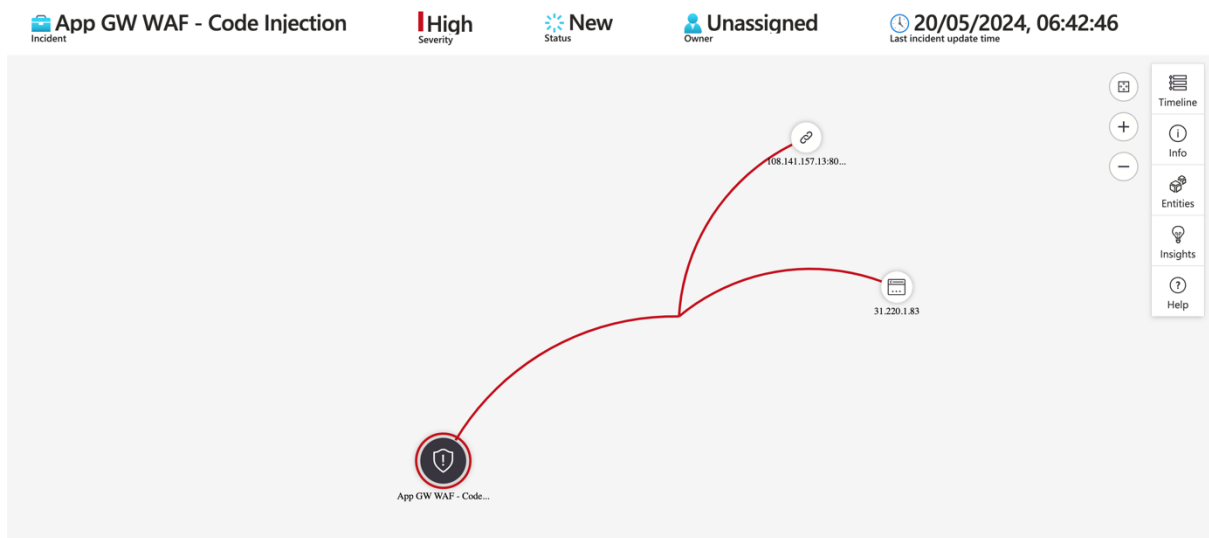 App GW WAF - Code Injection
Incident
High
Severity
New
Status
Unassigned
Owner
20/05/2024, 06:42:46
Last incident update time
Timeline
Info
Entities
Insights
Help
108.141.157.13:80...
31.220.1.83
App GW WAF - Code...